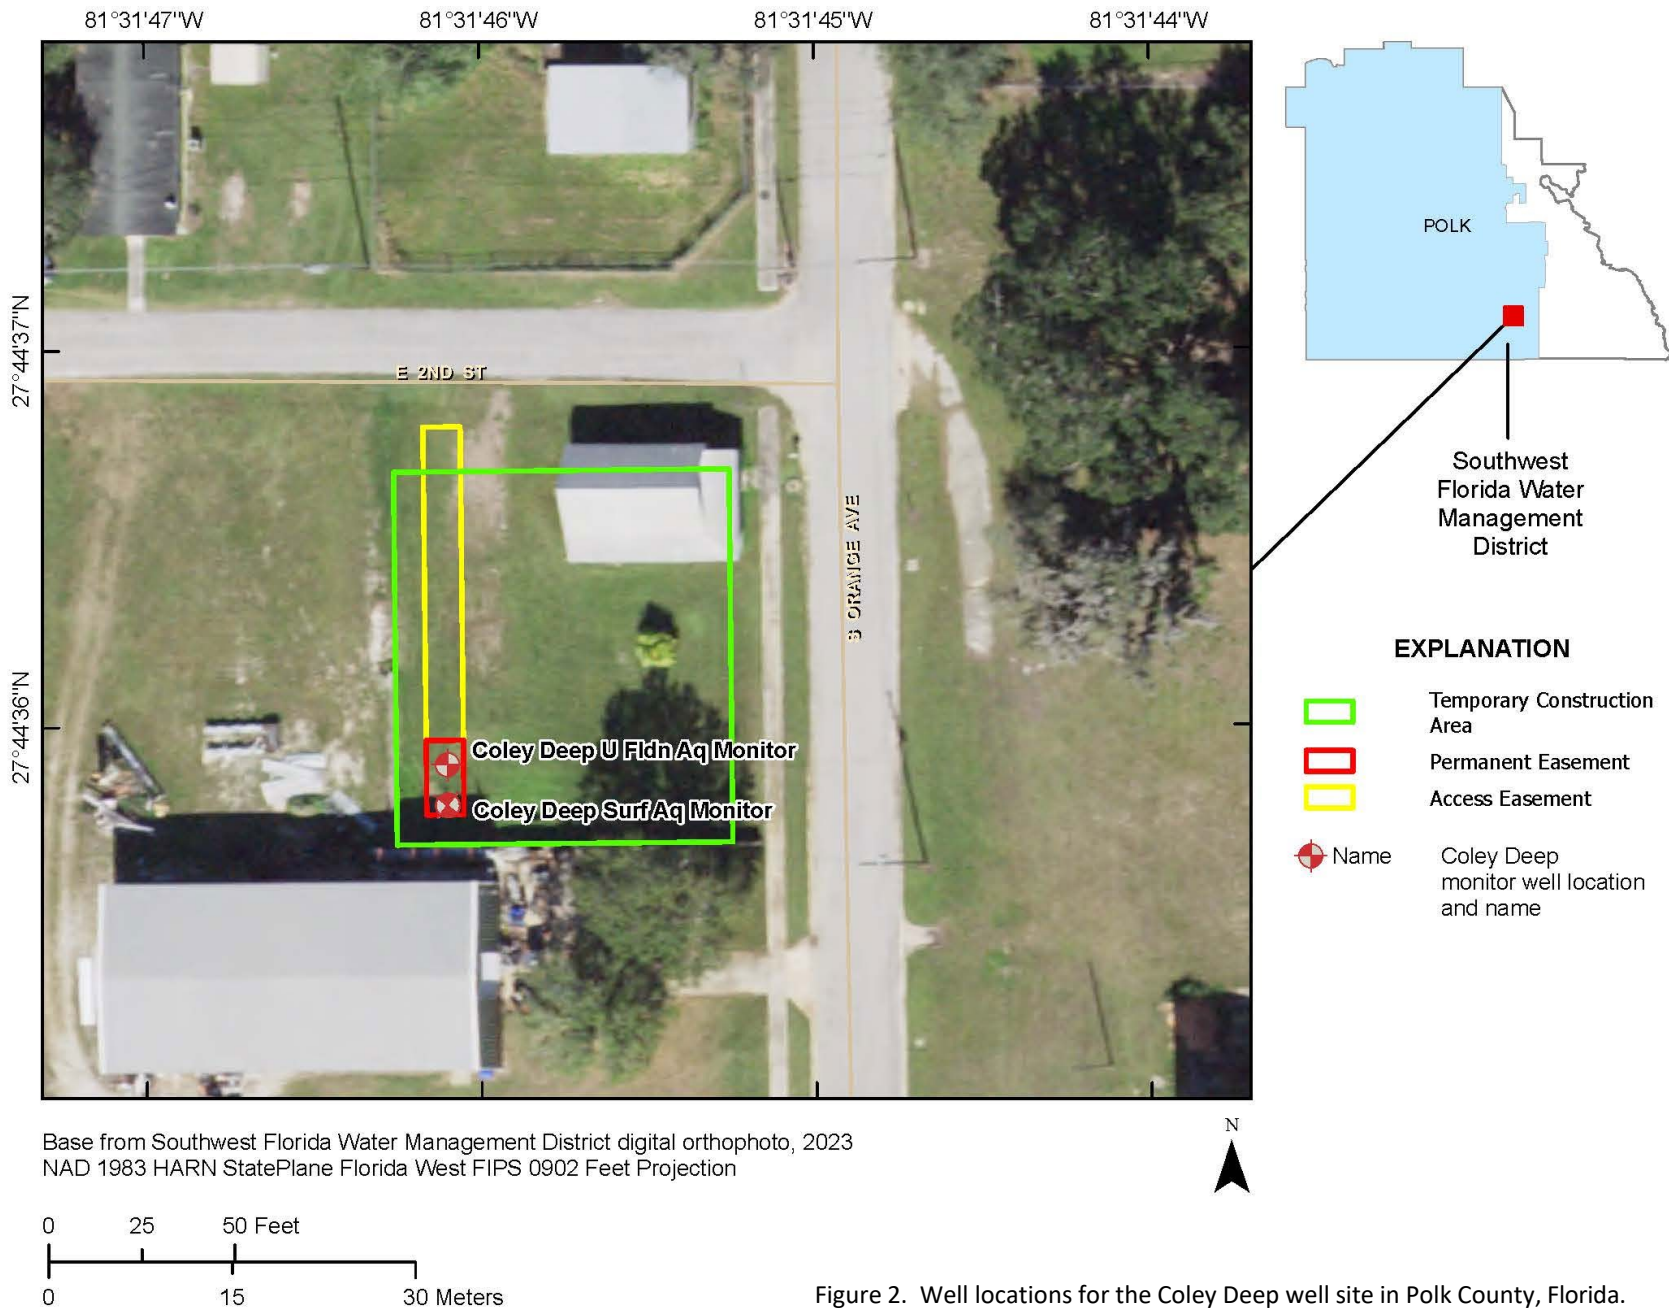 81°31'47"W 81°31'46"W 81°31'45"W 81°31'44"W
27°44'37"N
27°44'36"N
E 2ND ST
S ORANGE AVE
Coley Deep U Fldn Aq Monitor
Coley Deep Surf Aq Monitor
POLK
Southwest
Florida Water
Management
District
EXPLANATION
Temporary Construction
Area
Permanent Easement
Access Easement
Name
Coley Deep
monitor well location
and name
Base from Southwest Florida Water Management District digital orthophoto, 2023
NAD 1983 HARN StatePlane Florida West FIPS 0902 Feet Projection
N
0 25 50 Feet
0 15 30 Meters
Figure 2. Well locations for the Coley Deep well site in Polk County, Florida.